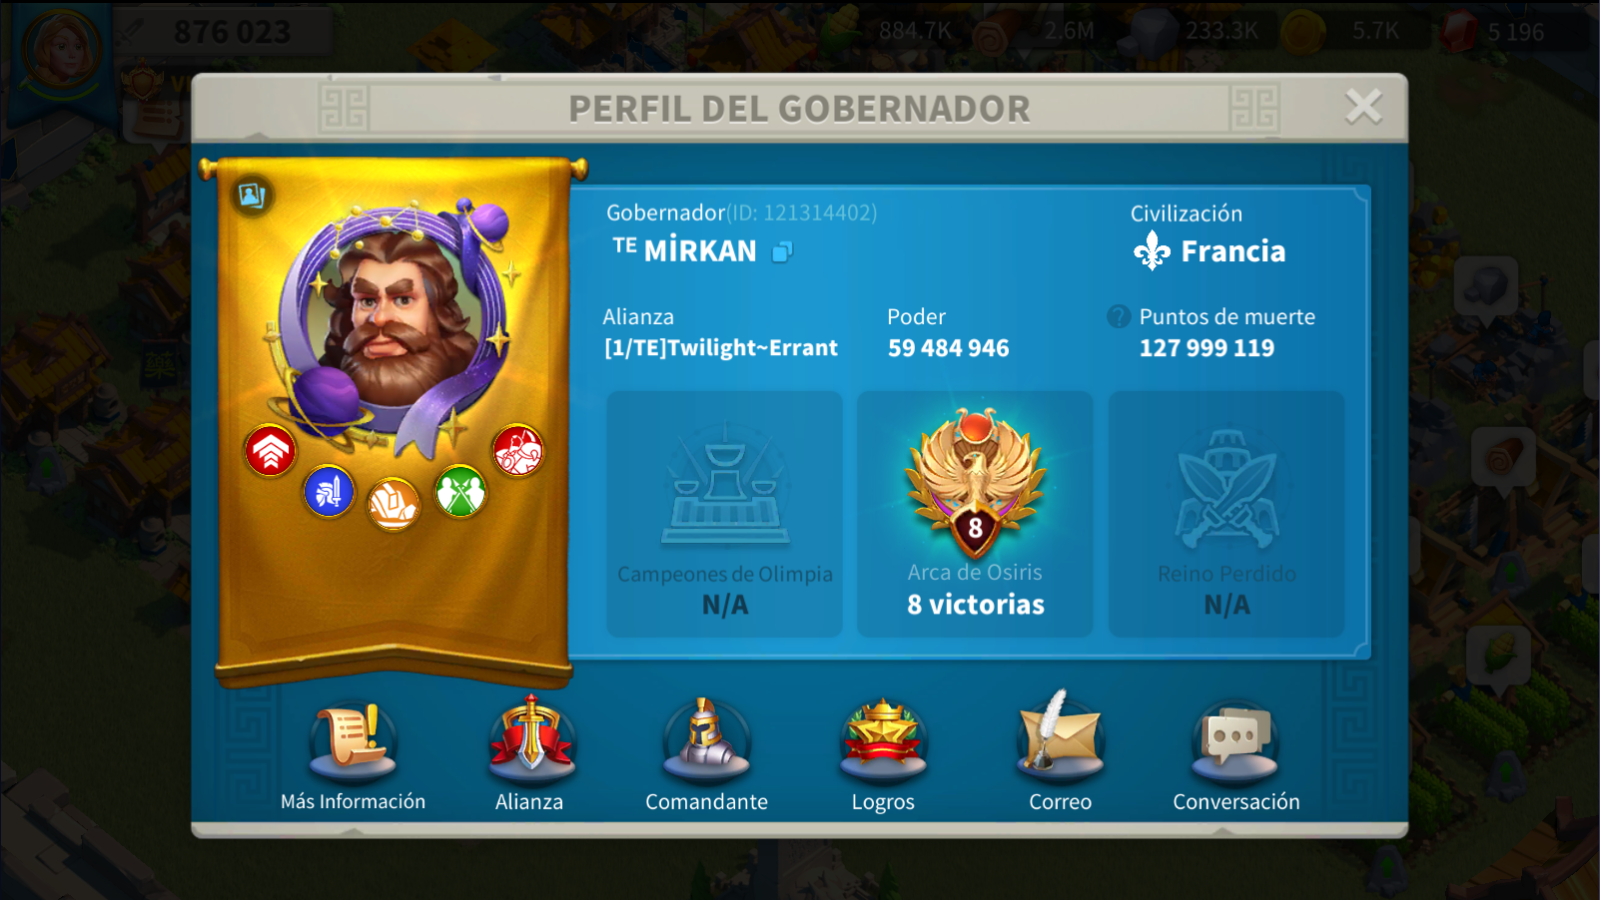 876 023
884.7K
2.6M
233.3K
5.7K
5 196
PERFIL DEL GOBERNADOR
Gobernador(ID: 121314402)
ᵀᴱ MİRKAN
Civilización
Francia
Alianza
[1/TE]Twilight~Errant
Poder
59 484 946
? Puntos de muerte
127 999 119
8
Campeones de Olimpia
N/A
Arca de Osiris
8 victorias
Reino Perdido
N/A
Más Información
Alianza
Comandante
Logros
Correo
Conversación